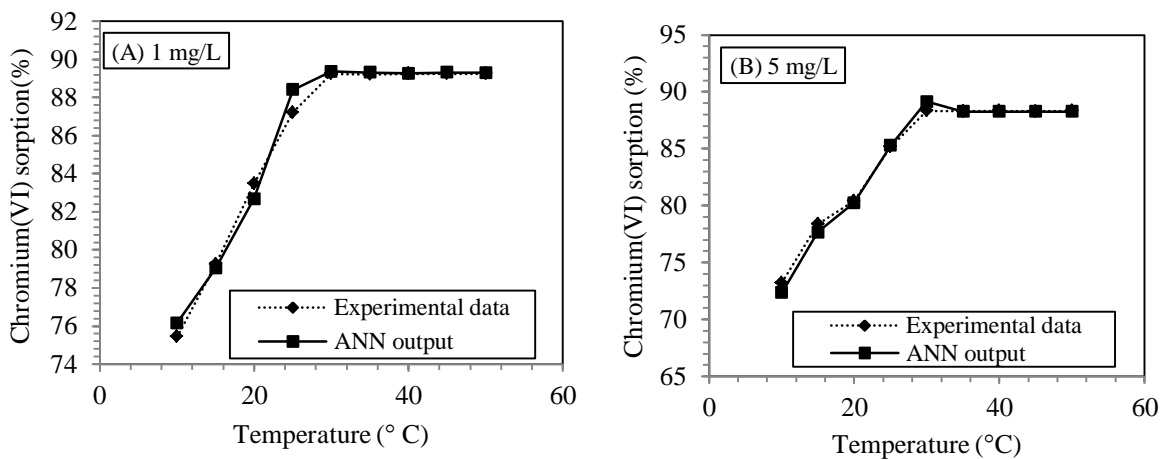 (A) 1 mg/L
Chromium(VI) sorption(%)
92
90
88
86
84
82
80
78
76
74
0
20
40
60
Temperature (° C)
Experimental data
ANN output
(B) 5 mg/L
Chromium(VI) sorption (%)
95
90
85
80
75
70
65
0
20
40
60
Temperature (°C)
Experimental data
ANN output